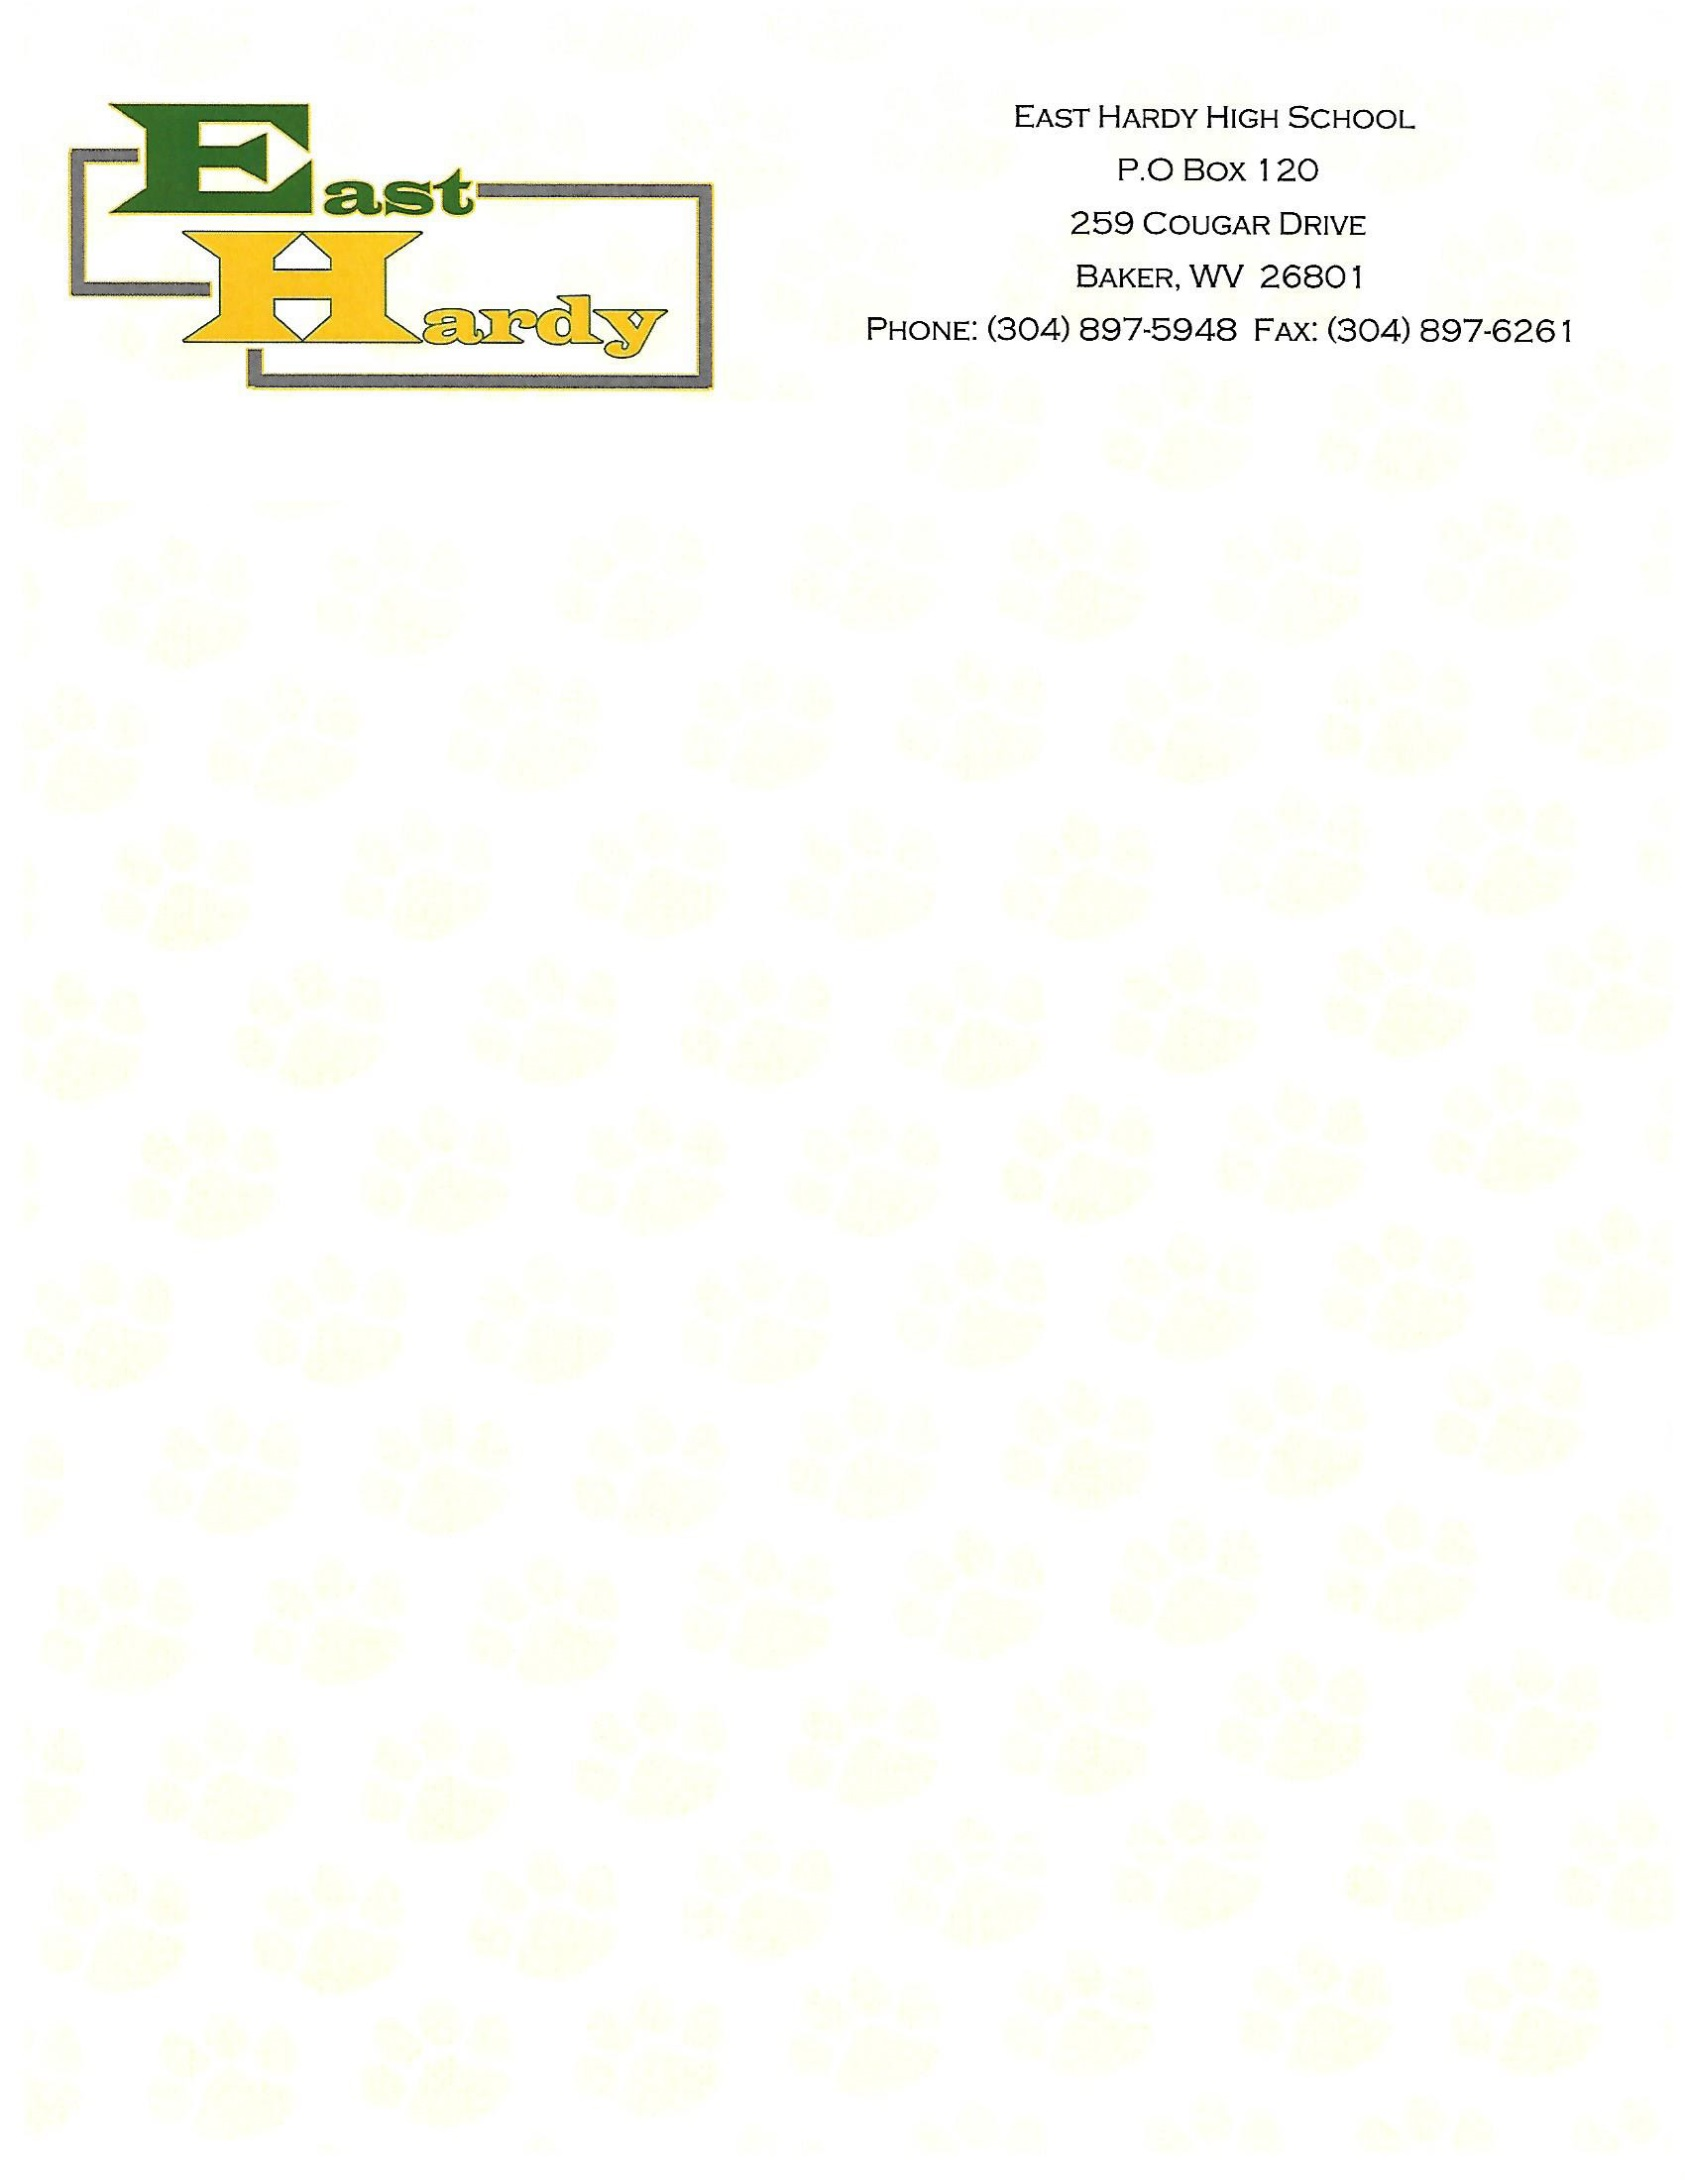 East
Hardy
EAST HARDY HIGH SCHOOL
P.O BOX 120
259 COUGAR DRIVE
BAKER, WV 26801
PHONE: (304) 897-5948 FAX: (304) 897-6261